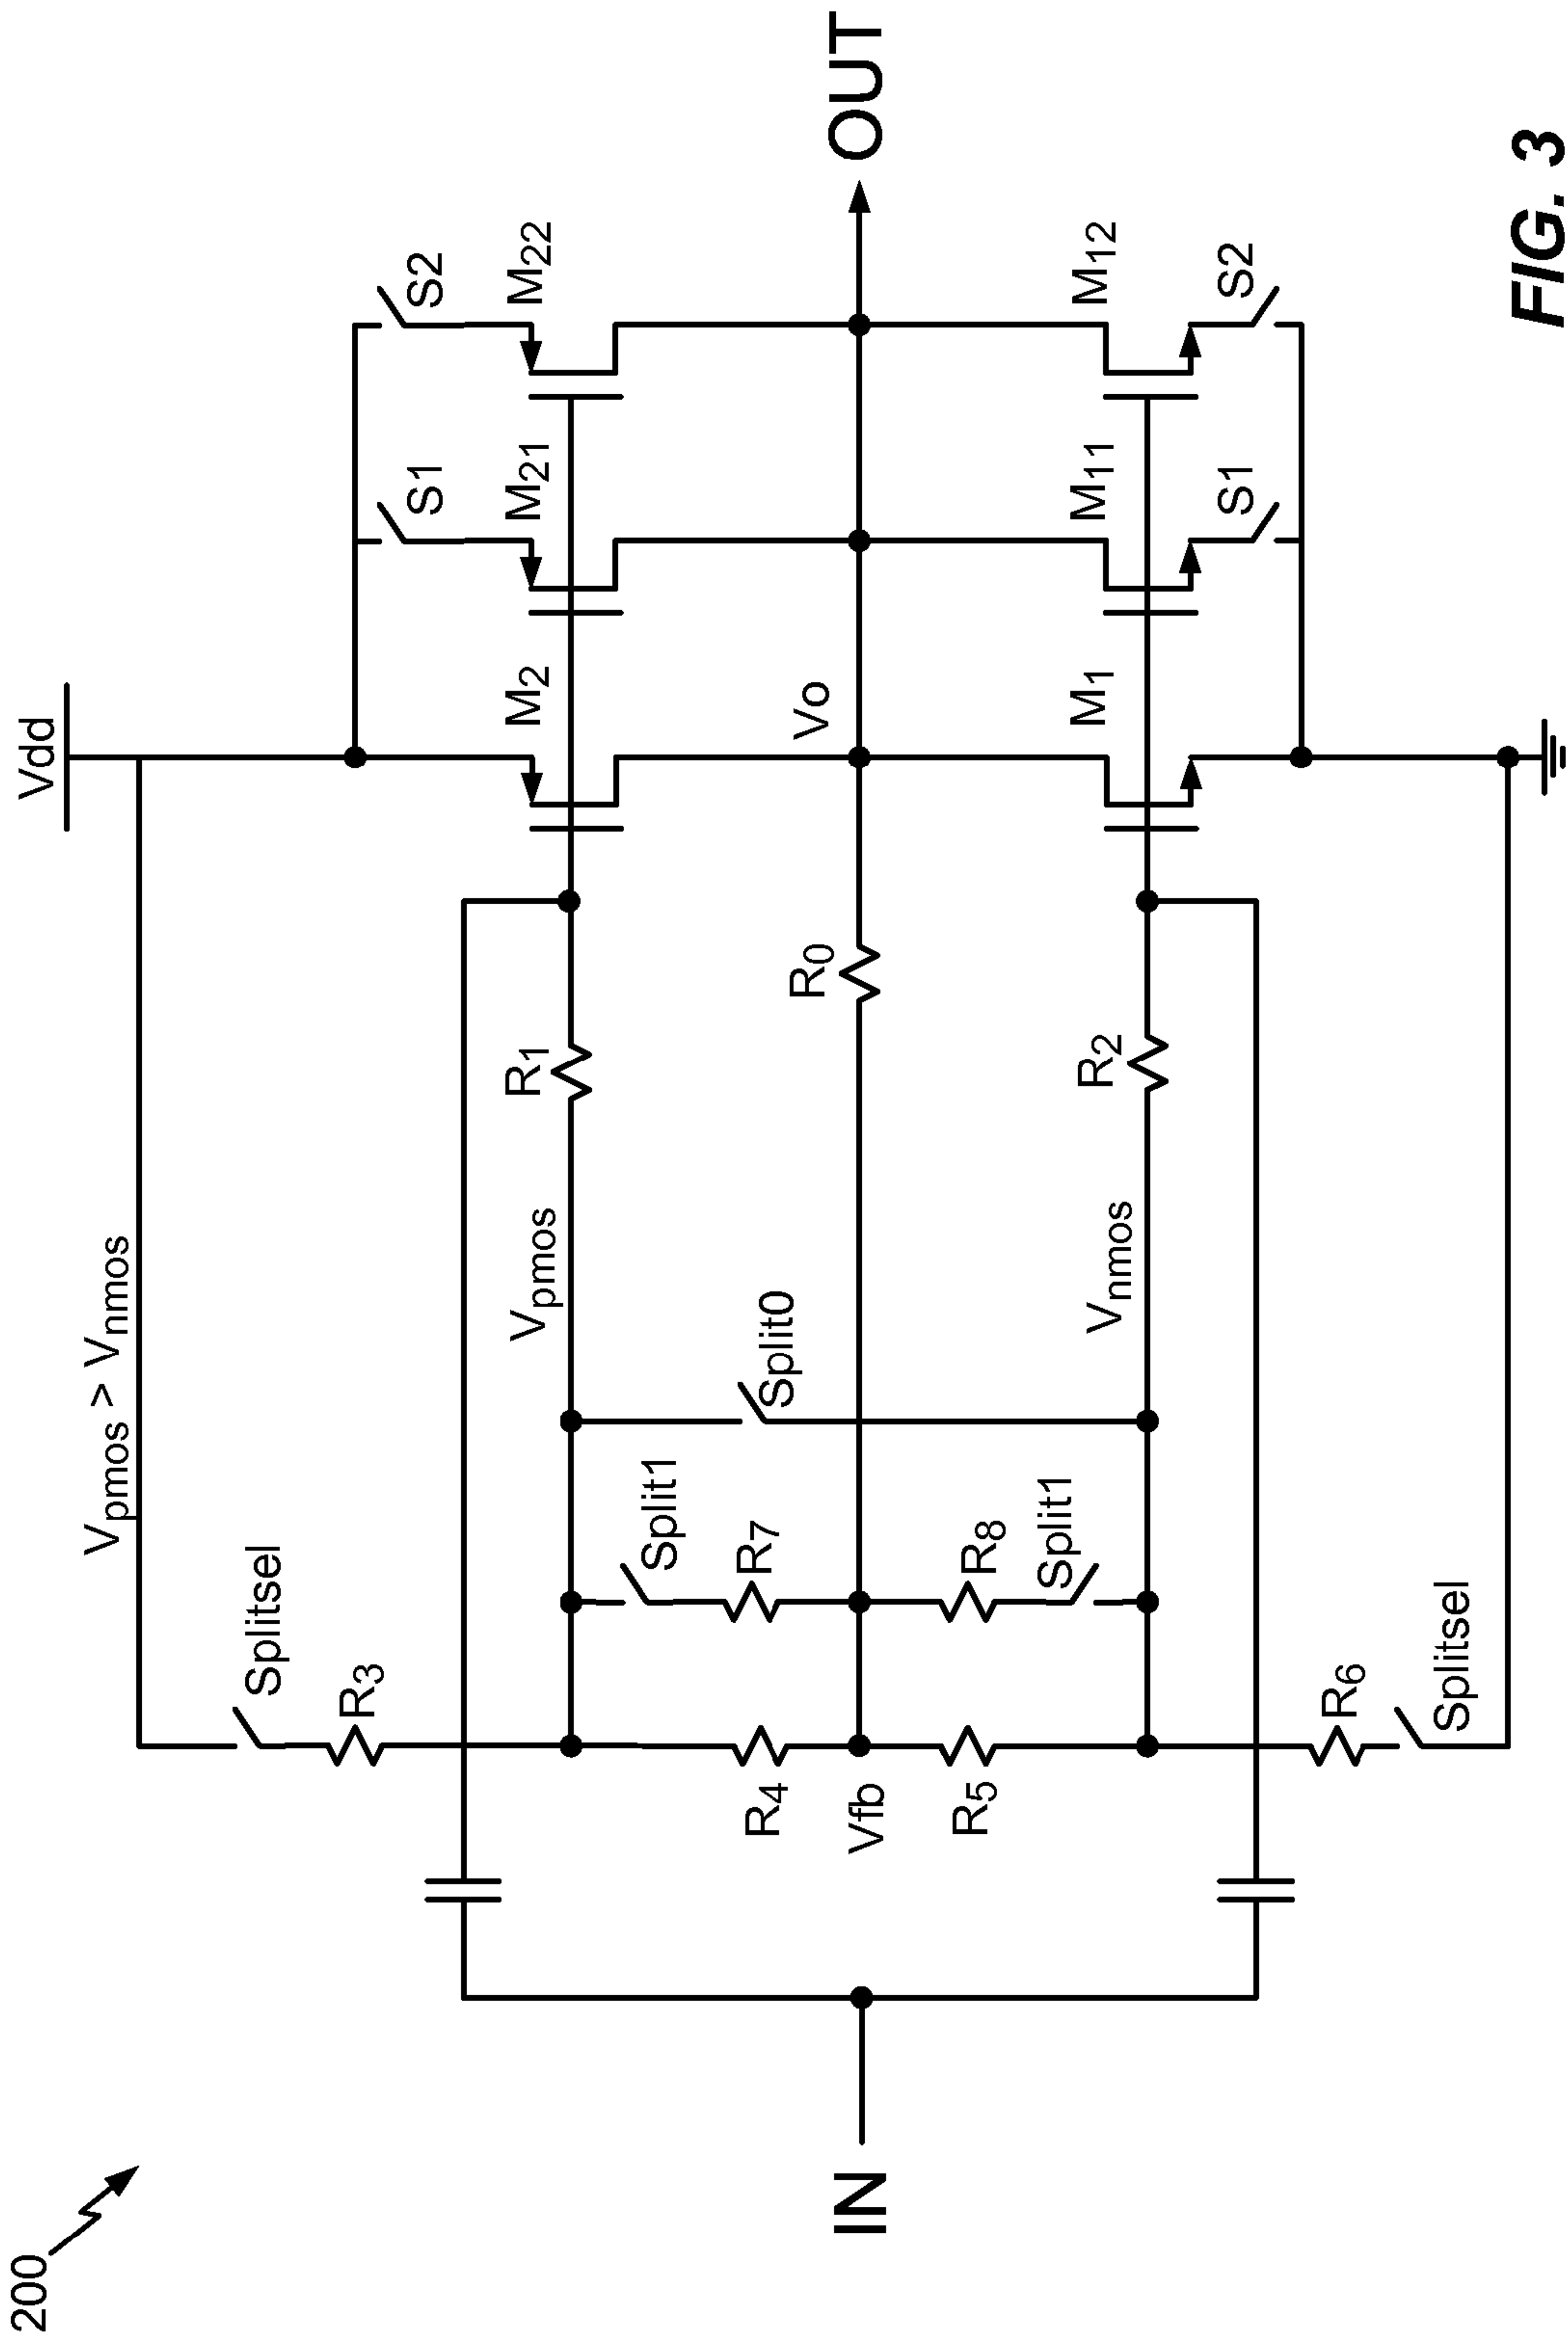 200
Vdd
Vpmos > Vnmos
Splitsel
S1
S2
R3
M2
M21
M22
R1
Vpmos
Split1
R7
Split0
R4
Vfb
R0
Vo
IN
OUT
R5
R8
Split1
Vnmos
R2
M1
M11
M12
S1
S2
R6
Splitsel
FIG. 3